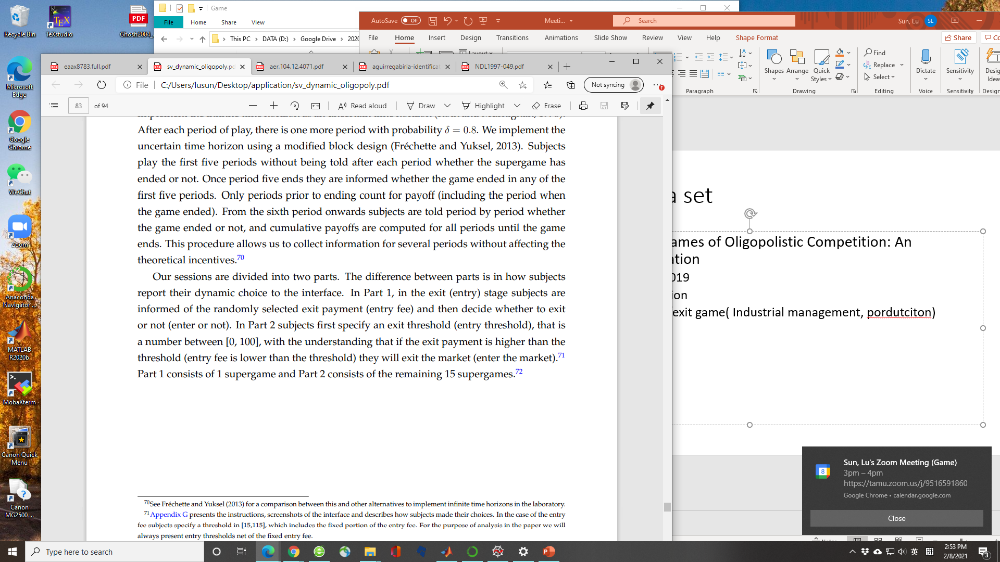 Recycle Bin
TeXstudio
Ghosh2004_
Microsoft
Edge
Google
Chrome
WeChat
Zoom
Anaconda
Navigator ...
MATLAB
R2020b
MobaXterm
Canon Quick
Menu
Canon
MG2500 ...
Game
File
Home
Share
View
This PC
DATA (D:)
Google Drive
2020
AutoSave
Off
Meeti...
Search
Sun, Lu
SL
File
Home
Insert
Design
Transitions
Animations
Slide Show
Review
View
Help
Shape Format
Share
Co
Layout
Paragraph
Shapes
Arrange
Quick
Styles
Drawing
Find
Replace
Select
Editing
Dictate
Voice
Sensitivity
Sensitivity
Design
Ideas
Design
eaax8783.full.pdf
sv_dynamic_oligopoly.pd
aer.104.12.4071.pdf
aguirregabiria-identificat
NDL1997-049.pdf
File
C:/Users/lusun/Desktop/application/sv_dynamic_oligopoly.pdf
Not syncing
83
of 94
Read aloud
Draw
Highlight
Erase
After each period of play, there is one more period with probability δ = 0.8. We implement the
uncertain time horizon using a modified block design (Fréchette and Yuksel, 2013). Subjects
play the first five periods without being told after each period whether the supergame has
ended or not. Once period five ends they are informed whether the game ended in any of the
first five periods. Only periods prior to ending count for payoff (including the period when
the game ended). From the sixth period onwards subjects are told period by period whether
the game ended or not, and cumulative payoffs are computed for all periods until the game
ends. This procedure allows us to collect information for several periods without affecting the
theoretical incentives.70
Our sessions are divided into two parts. The difference between parts is in how subjects
report their dynamic choice to the interface. In Part 1, in the exit (entry) stage subjects are
informed of the randomly selected exit payment (entry fee) and then decide whether to exit
or not (enter or not). In Part 2 subjects first specify an exit threshold (entry threshold), that is
a number between [0, 100], with the understanding that if the exit payment is higher than the
threshold (entry fee is lower than the threshold) they will exit the market (enter the market).71
Part 1 consists of 1 supergame and Part 2 consists of the remaining 15 supergames.72
70See Fréchette and Yuksel (2013) for a comparison between this and other alternatives to implement infinite time horizons in the laboratory.
71Appendix G presents the instructions, screenshots of the interface and describes how subjects made their choices. In the case of the entry
fee subjects specify a threshold in [15,115], which includes the fixed portion of the entry fee. For the purpose of analysis in the paper we will
always present entry thresholds net of the fixed entry fee.
a set
ames of Oligopolistic Competition: An
ation
019
ion
/exit game( Industrial management, pordutciton)
Sun, Lu's Zoom Meeting (Game)
3pm – 4pm
https://tamu.zoom.us/j/9516591860
Google Chrome • calendar.google.com
Close
Type here to search
英
拼
2:53 PM
2/8/2021
3